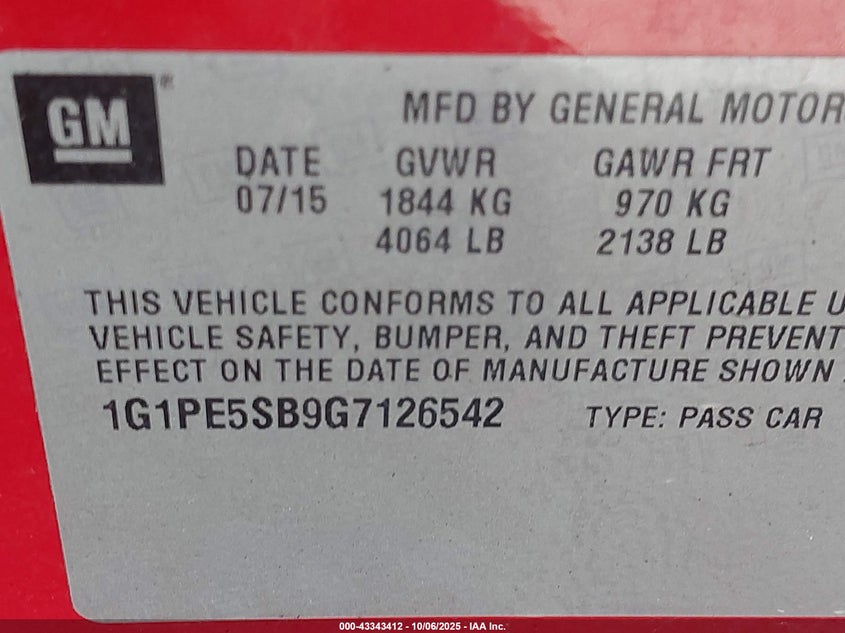 GM®
MFD BY GENERAL MOTOR
DATE GVWR GAWR FRT
07/15 1844 KG 970 KG
4064 LB 2138 LB
THIS VEHICLE CONFORMS TO ALL APPLICABLE U
VEHICLE SAFETY, BUMPER, AND THEFT PREVENT
EFFECT ON THE DATE OF MANUFACTURE SHOWN
1G1PE5SB9G7126542 TYPE: PASS CAR
000-43343412 - 10/06/2025 - IAA Inc.